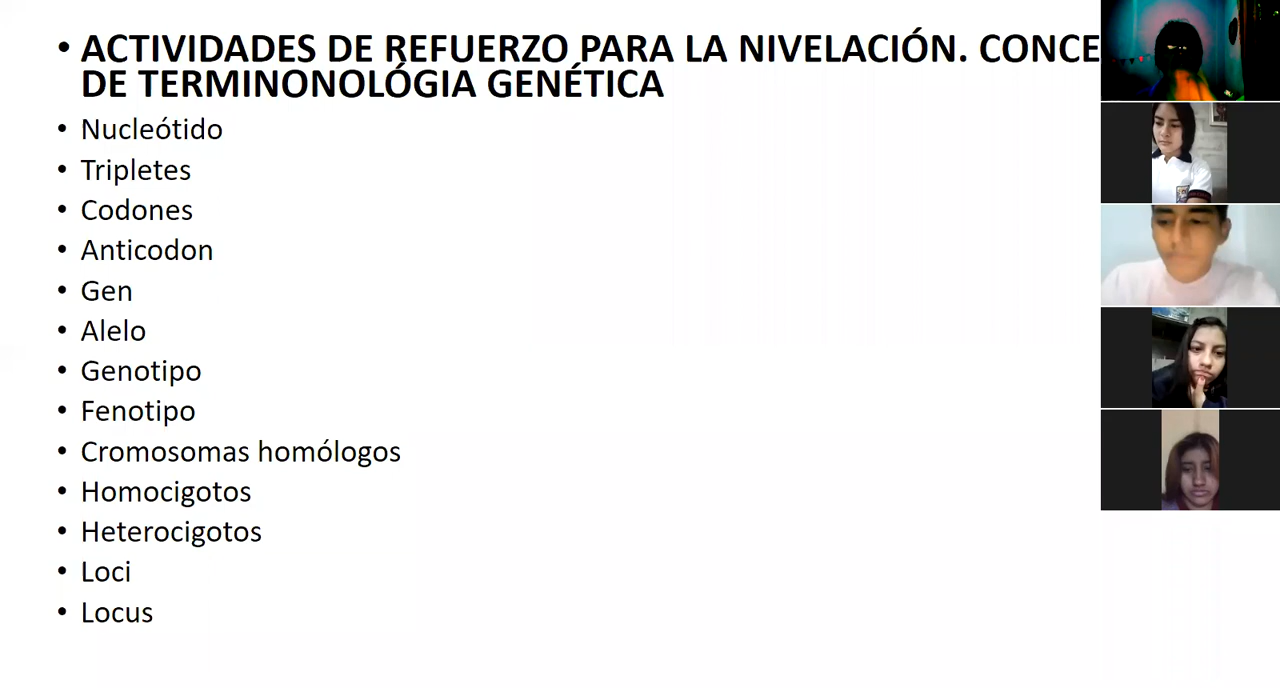 • ACTIVIDADES DE REFUERZO PARA LA NIVELACIÓN. CONCE
DE TERMINONOLÓGIA GENÉTICA
• Nucleótido
• Tripletes
• Codones
• Anticodon
• Gen
• Alelo
• Genotipo
• Fenotipo
• Cromosomas homólogos
• Homocigotos
• Heterocigotos
• Loci
• Locus